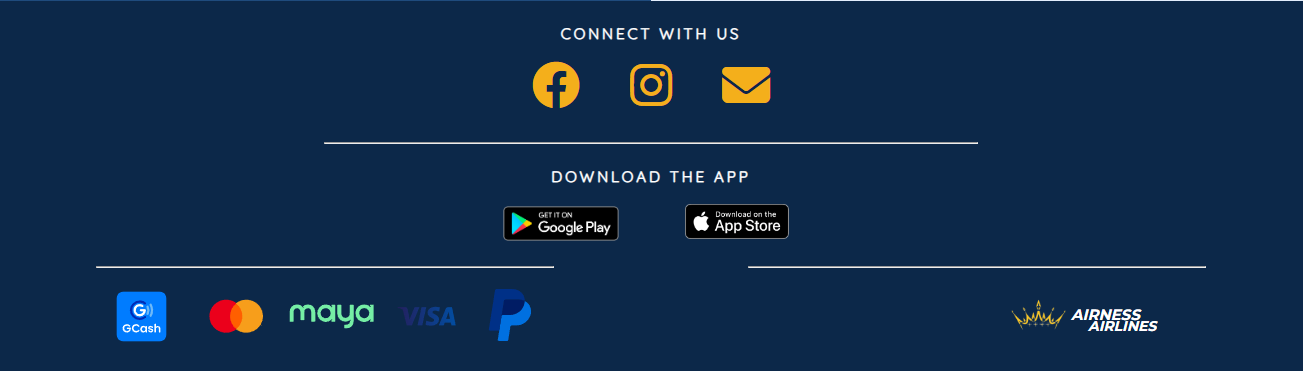 CONNECT WITH US
DOWNLOAD THE APP
GET IT ON
Google Play
Download on the
App Store
G
GCash
maya
VISA
AIRNESS
AIRLINES